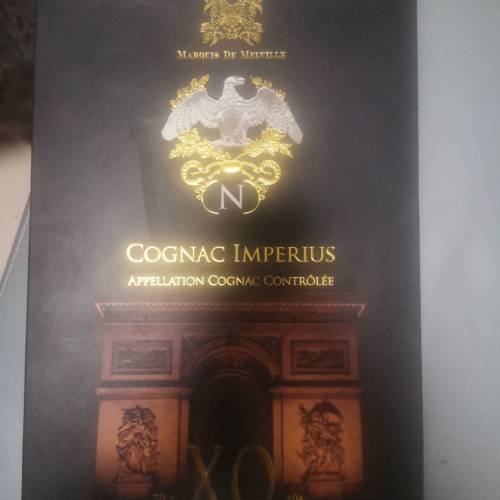 MARQUIS DE MELVILLE
N
COGNAC IMPERIUS
APPELLATION COGNAC CONTRÔLÉE
XO